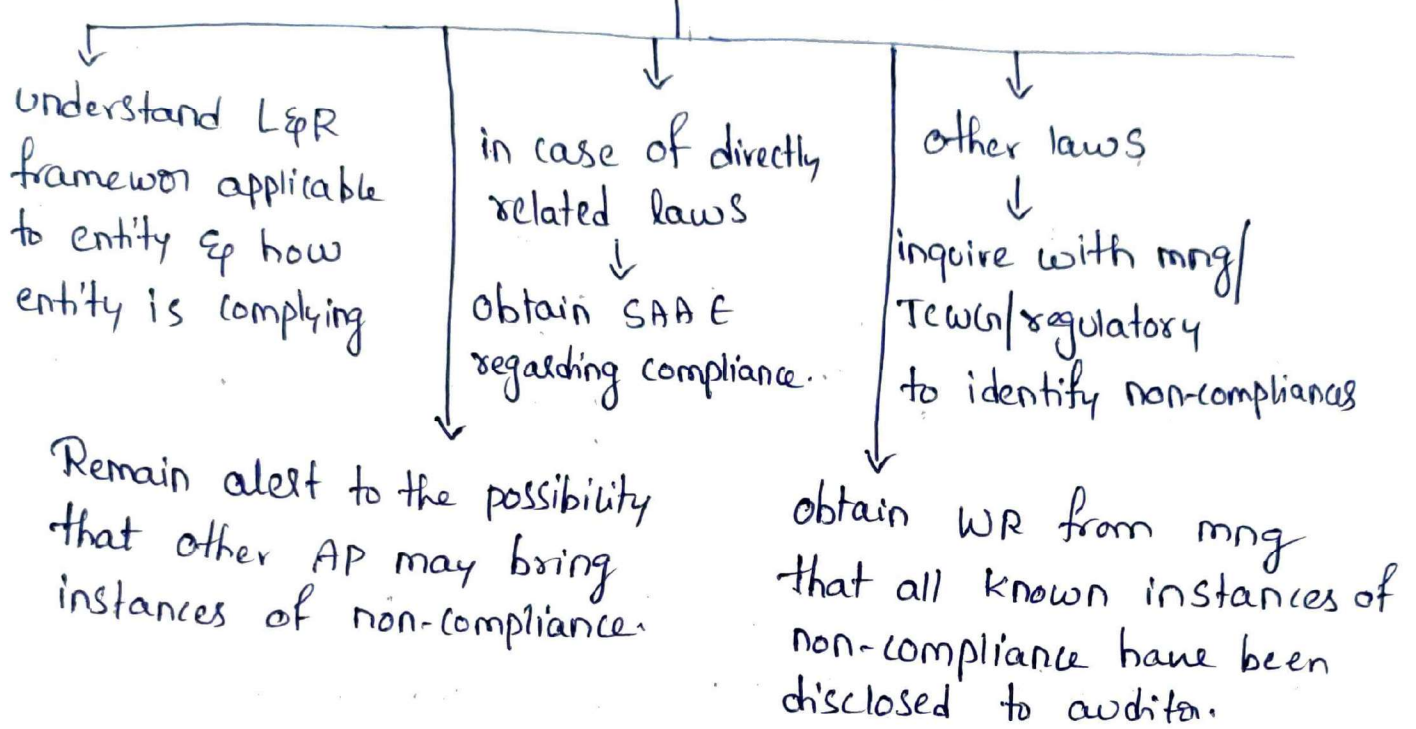 understand L&R
framewor applicable
to entity & how
entity is complying
in case of directly
related laws
obtain SAAE
regarding compliance..
other laws
inquire with mng/
TCWG/regulatory
to identify non-compliances
Remain alert to the possibility
that other AP may bring
instances of non-compliance.
obtain WR from mng
that all known instances of
non-compliance have been
disclosed to auditor.